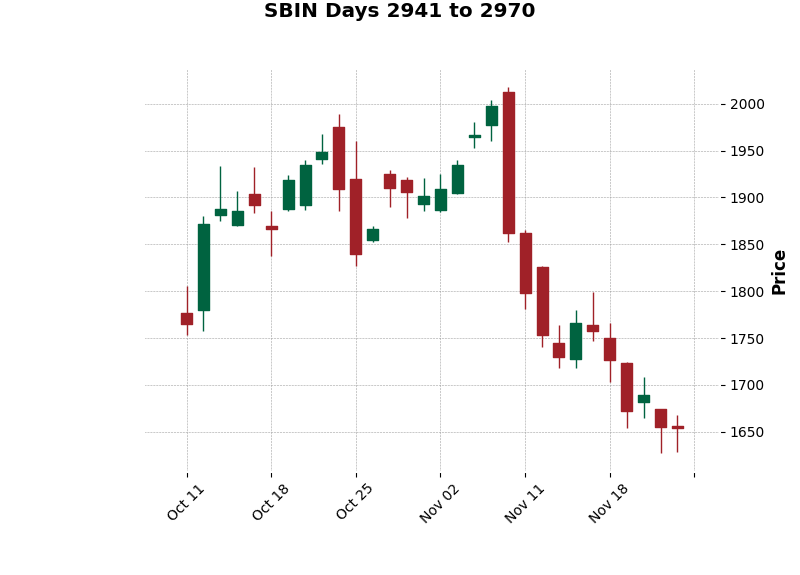 SBIN Days 2941 to 2970
2000
1950
1900
1850
1800
1750
1700
1650
Price
Oct 11
Oct 18
Oct 25
Nov 02
Nov 11
Nov 18